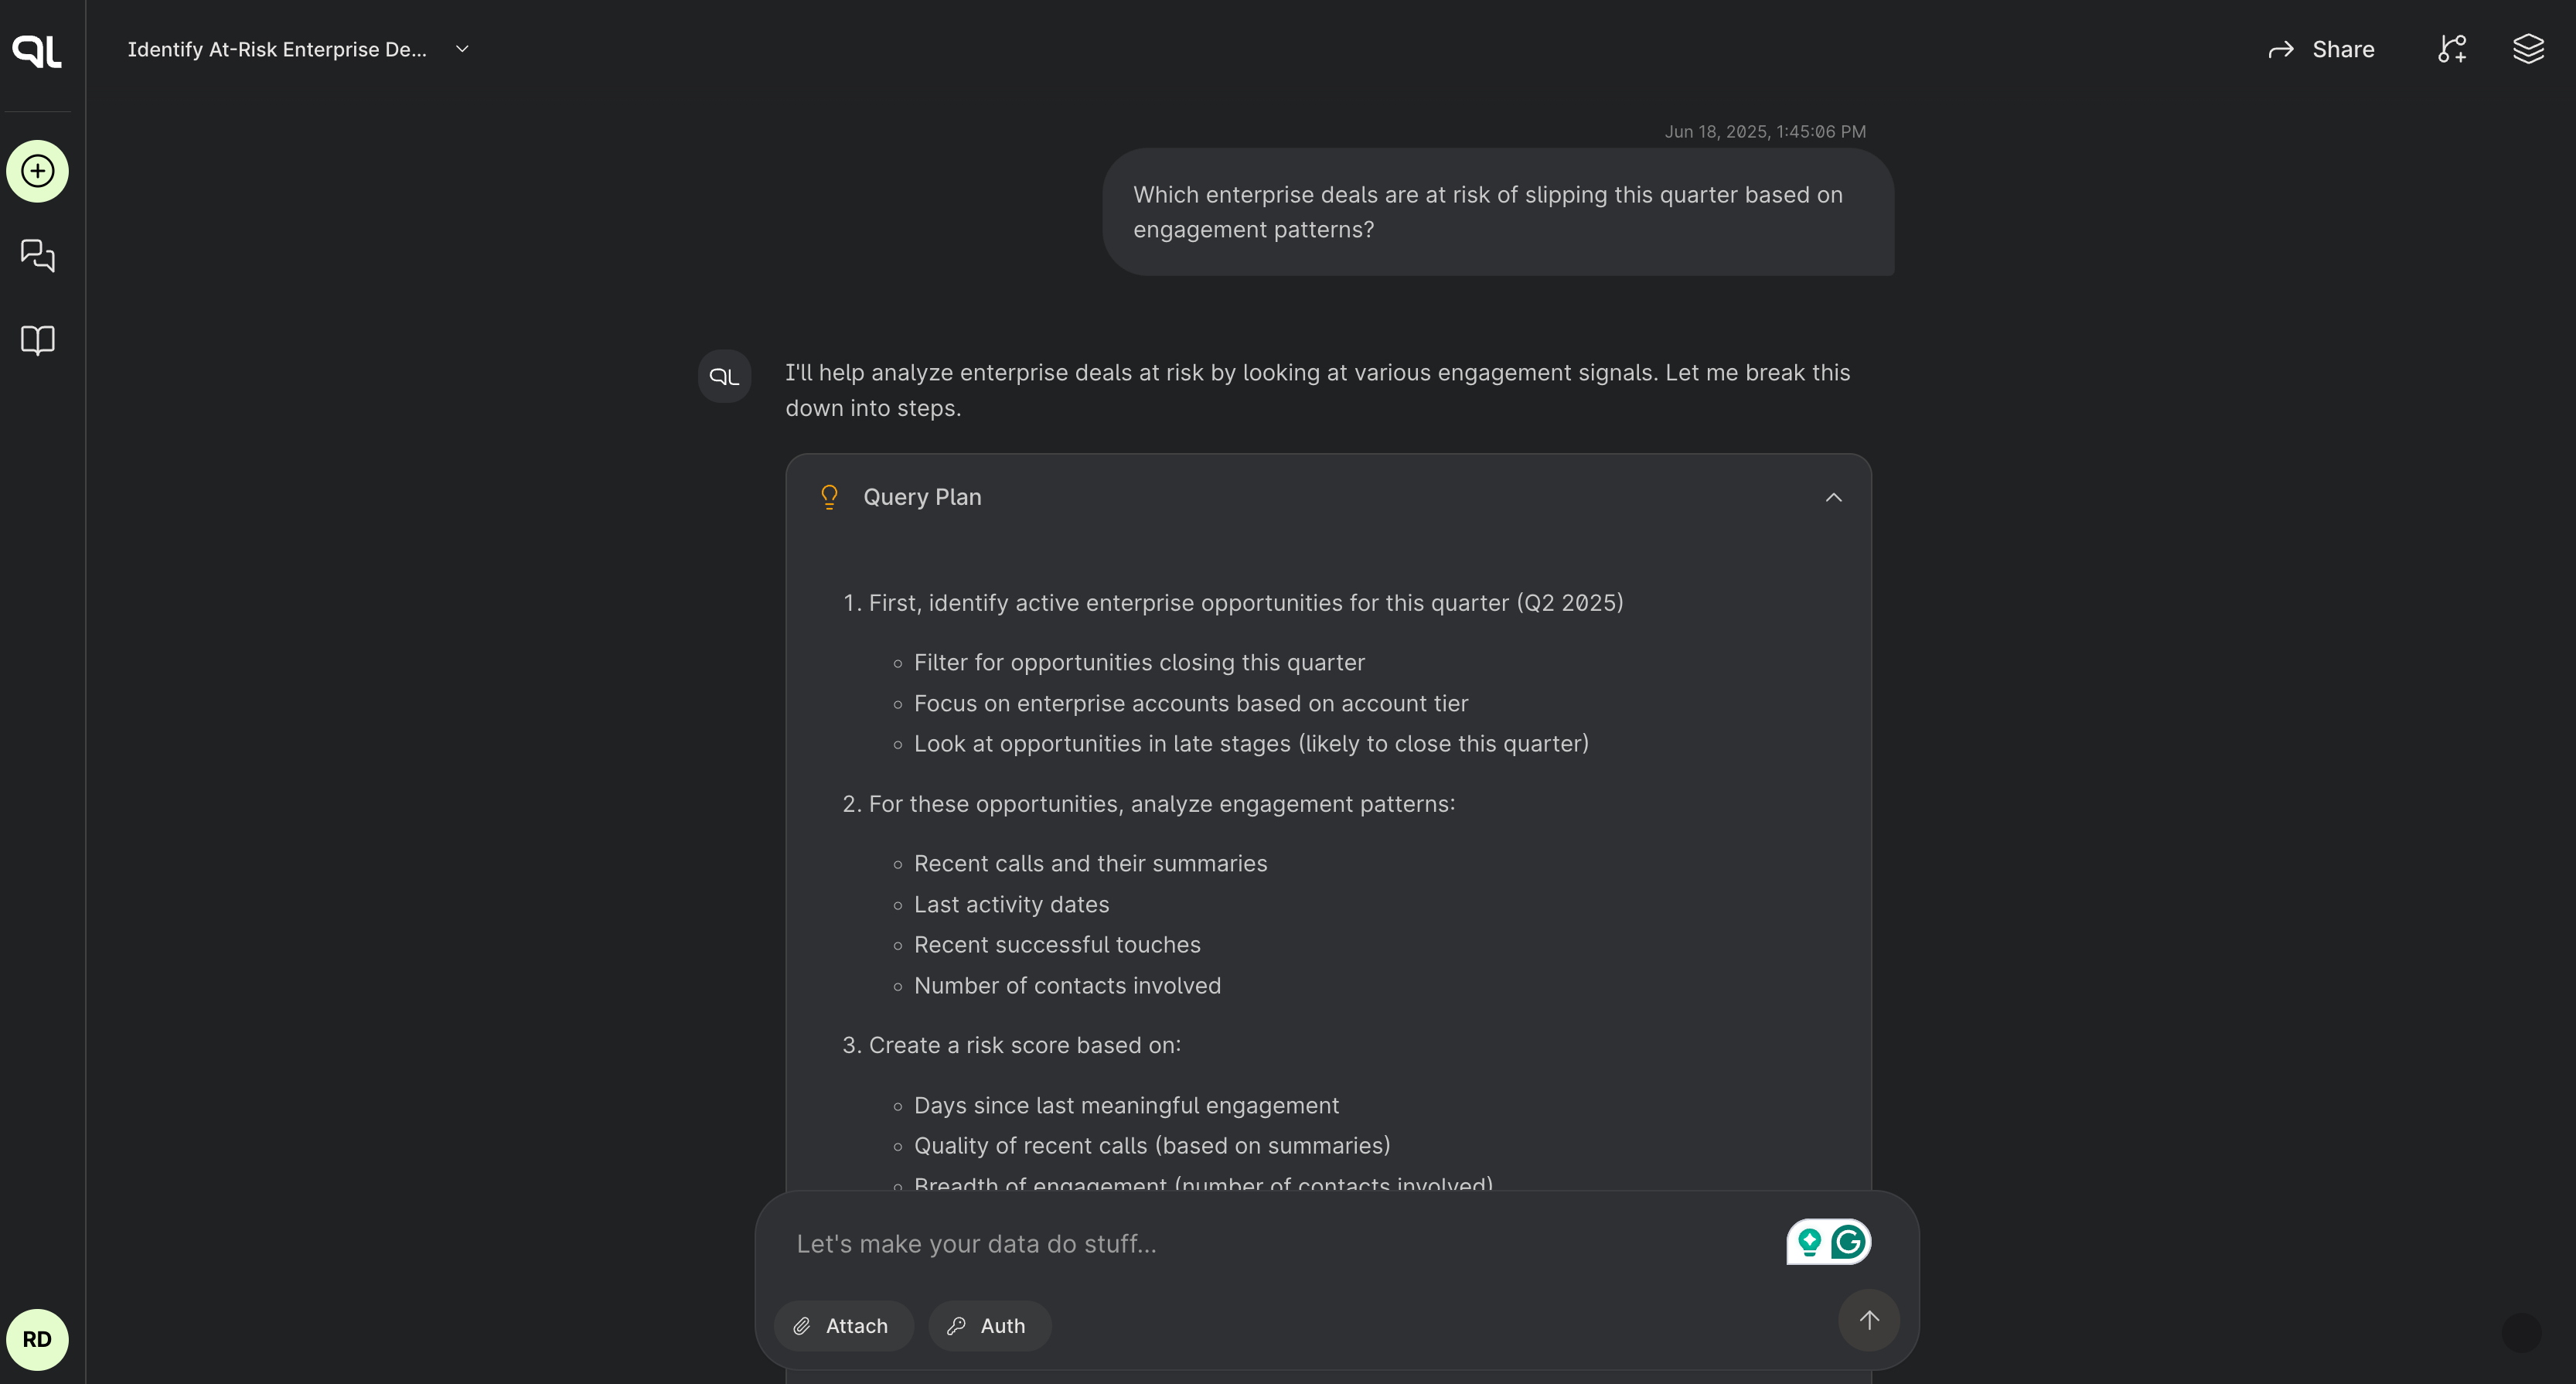 QL
Identify At-Risk Enterprise De...
Share
Jun 18, 2025, 1:45:06 PM
Which enterprise deals are at risk of slipping this quarter based on
engagement patterns?
QL
I'll help analyze enterprise deals at risk by looking at various engagement signals. Let me break this
down into steps.
Query Plan
1. First, identify active enterprise opportunities for this quarter (Q2 2025)
Filter for opportunities closing this quarter
Focus on enterprise accounts based on account tier
Look at opportunities in late stages (likely to close this quarter)
2. For these opportunities, analyze engagement patterns:
Recent calls and their summaries
Last activity dates
Recent successful touches
Number of contacts involved
3. Create a risk score based on:
Days since last meaningful engagement
Quality of recent calls (based on summaries)
Breadth of engagement (number of contacts involved)
Let's make your data do stuff...
G
Attach
Auth
RD